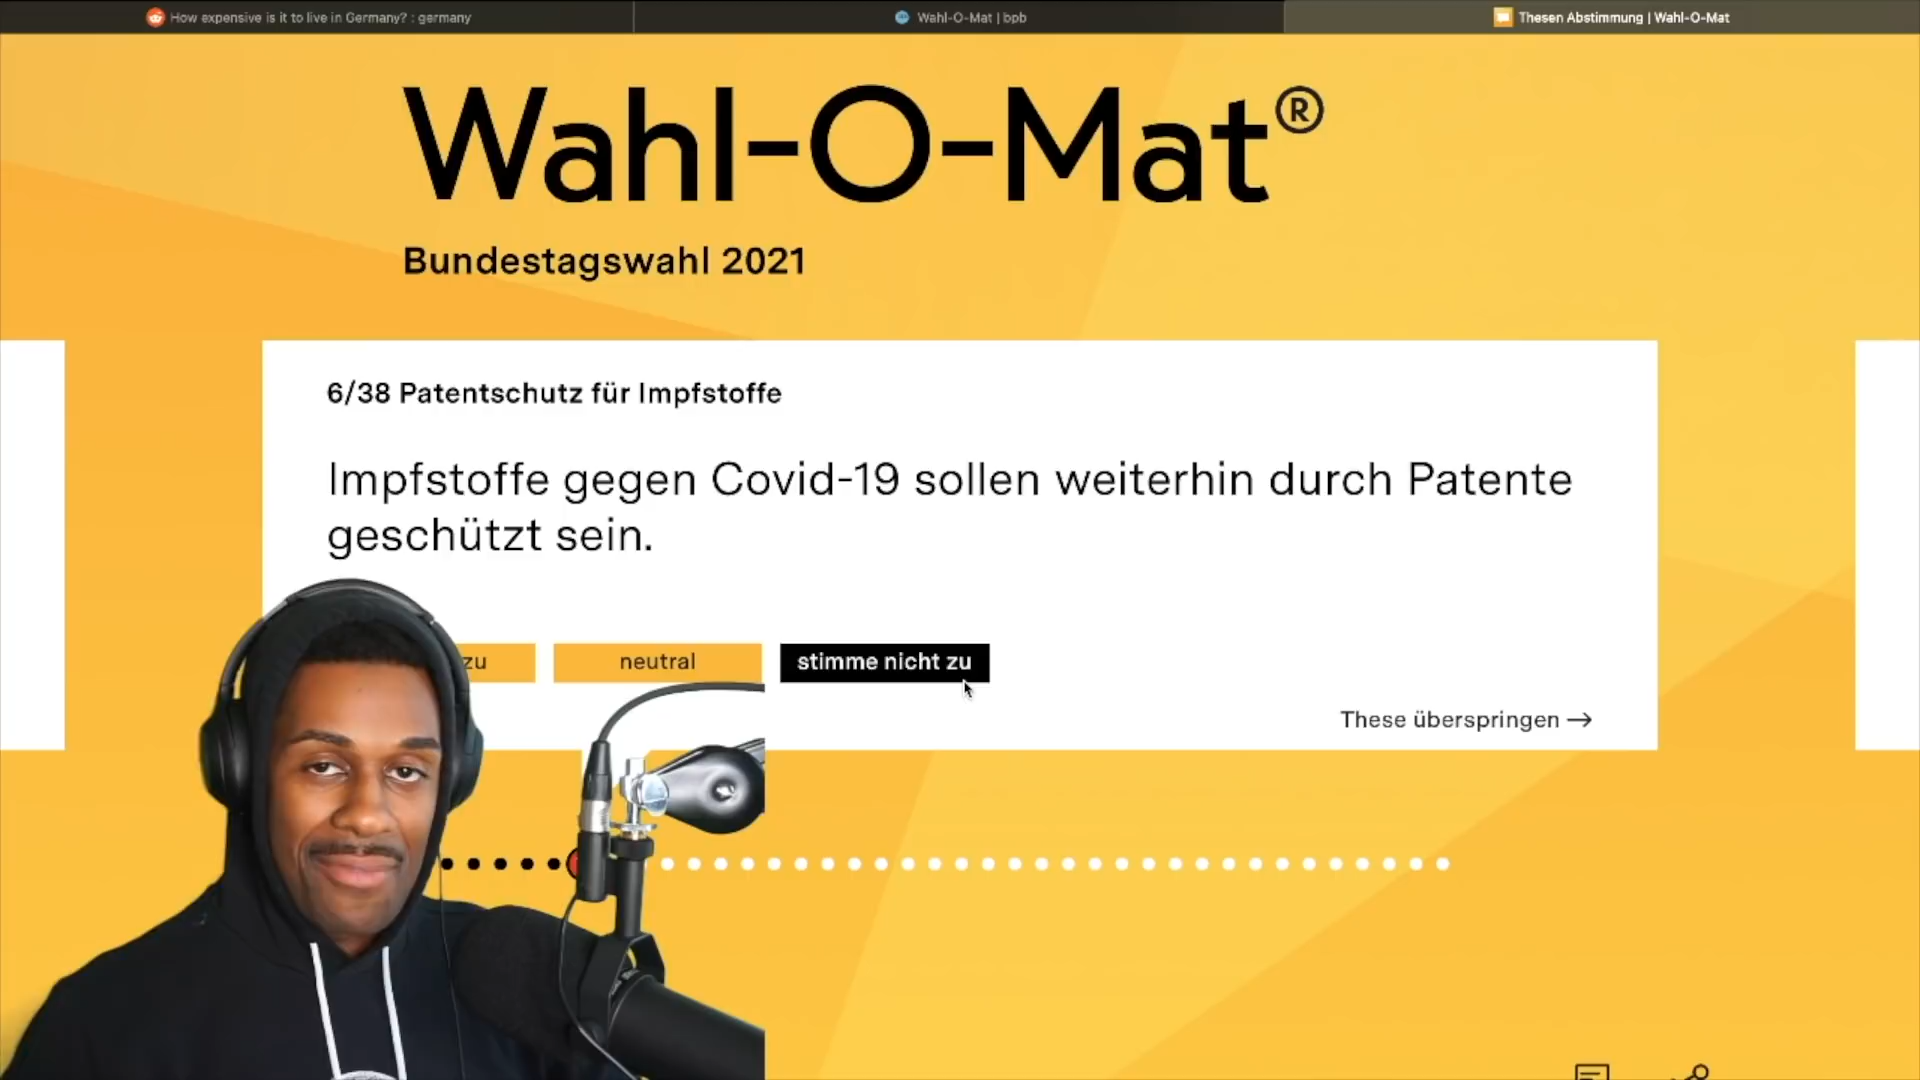 How expensive is it to live in Germany? : germany
Wahl-O-Mat | bpb
Thesen Abstimmung | Wahl-O-Mat
Wahl-O-Mat®
Bundestagswahl 2021
6/38 Patentschutz für Impfstoffe
Impfstoffe gegen Covid-19 sollen weiterhin durch Patente
geschützt sein.
zu
neutral
stimme nicht zu
These überspringen →